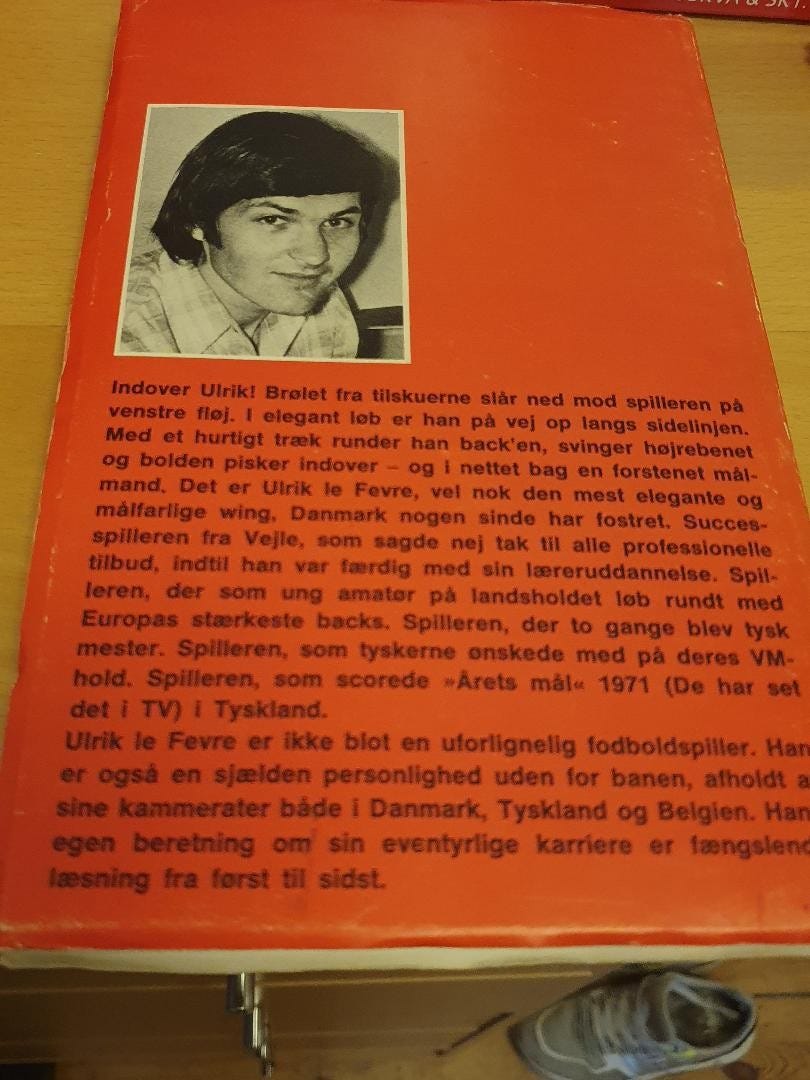 & SKT.
Indover Ulrik! Brølet fra tilskuerne slår ned mod spilleren på
venstre fløj. I elegant løb er han på vej op langs sidelinjen.
Med et hurtigt træk runder han back'en, svinger højrebenet
og bolden pisker indover – og i nettet bag en forstenet mål-
mand. Det er Ulrik le Fevre, vel nok den mest elegante og
målfarlige wing, Danmark nogen sinde har fostret. Succes-
spilleren fra Vejle, som sagde nej tak til alle professionelle
tilbud, indtil han var færdig med sin læreruddannelse. Spil-
leren, der som ung amatør på landsholdet løb rundt med
Europas stærkeste backs. Spilleren, der to gange blev tysk
mester. Spilleren, som tyskerne ønskede med på deres VM-
hold. Spilleren, som scorede »Årets mål« 1971 (De har set
det i TV) i Tyskland.
Ulrik le Fevre er ikke blot en uforlignelig fodboldspiller. Han
er også en sjælden personlighed uden for banen, afholdt a
sine kammerater både i Danmark, Tyskland og Belgien. Han
egen beretning om sin eventyrlige karriere er fængslend
læsning fra først til sidst.